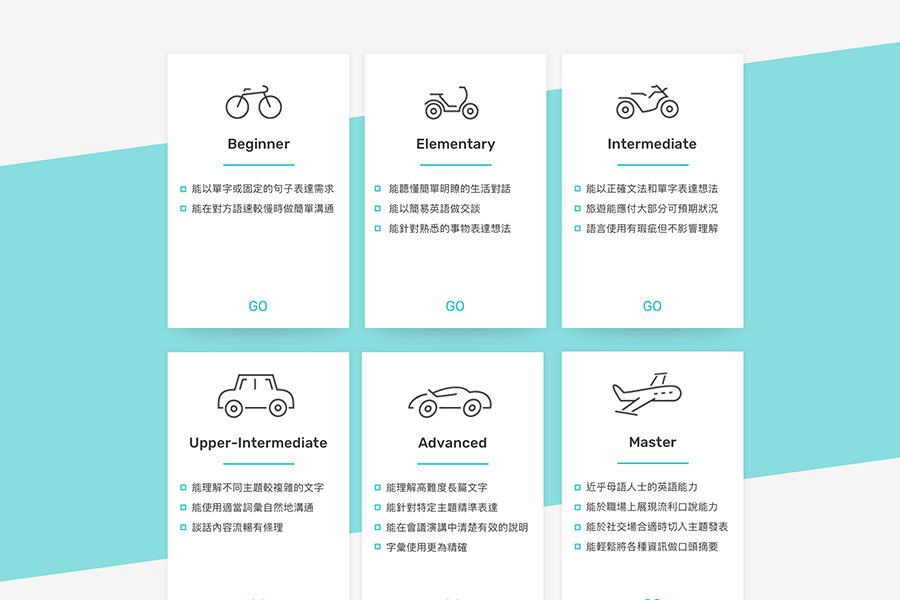 Beginner
能以單字或固定的句子表達需求
能在對方語速較慢時做簡單溝通
GO
Elementary
能聽懂簡單明瞭的生活對話
能以簡易英語做交談
能針對熟悉的事物表達想法
GO
Intermediate
能以正確文法和單字表達想法
旅遊能應付大部分可預期狀況
語言使用有瑕疵但不影響理解
GO
Upper-Intermediate
能理解不同主題較複雜的文字
能使用適當詞彙自然地溝通
談話內容流暢有條理
Advanced
能理解高難度長篇文字
能針對特定主題精準表達
能在會議演講中清楚有效的說明
字彙使用更為精確
Master
近乎母語人士的英語能力
能於職場上展現流利口說能力
能於社交場合適時切入主題發表
能輕鬆將各種資訊做口頭摘要